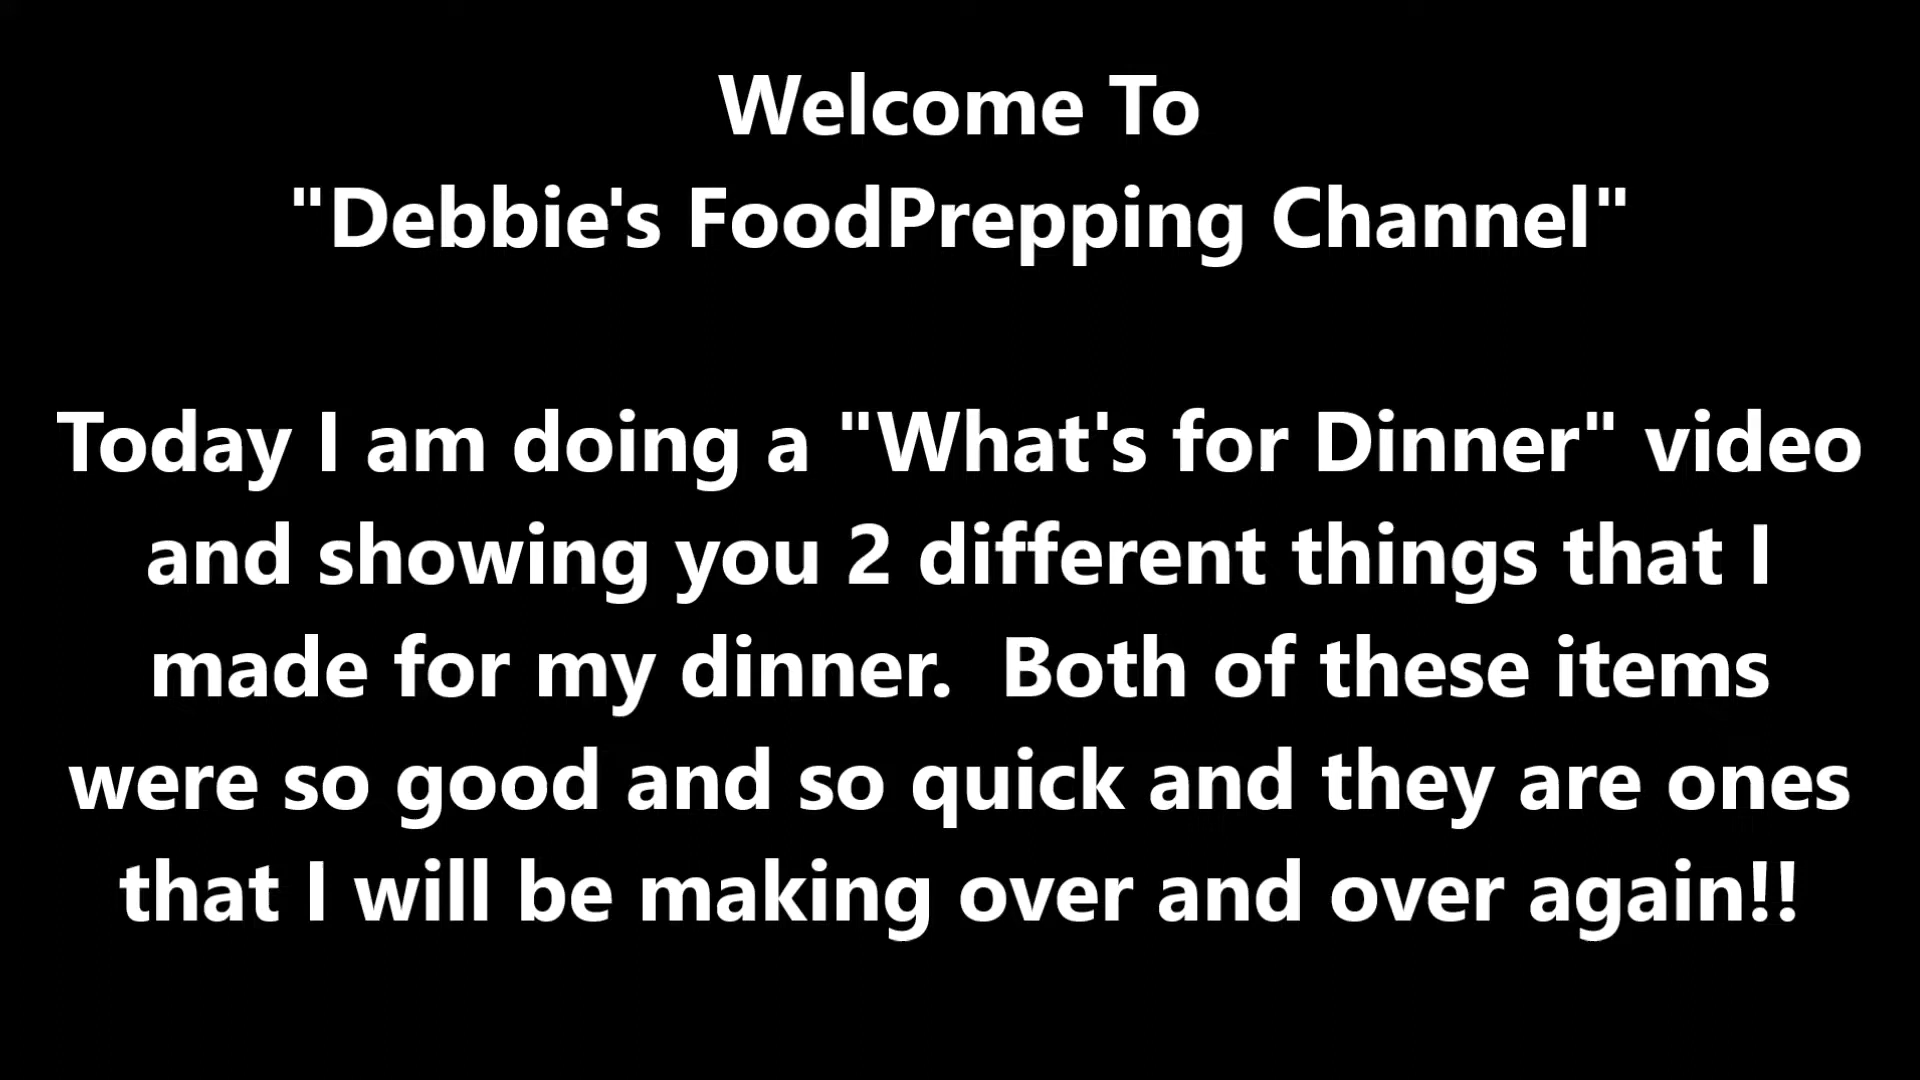 Welcome To
"Debbie's FoodPrepping Channel"
Today I am doing a "What's for Dinner" video
and showing you 2 different things that I
made for my dinner.  Both of these items
were so good and so quick and they are ones
that I will be making over and over again!!